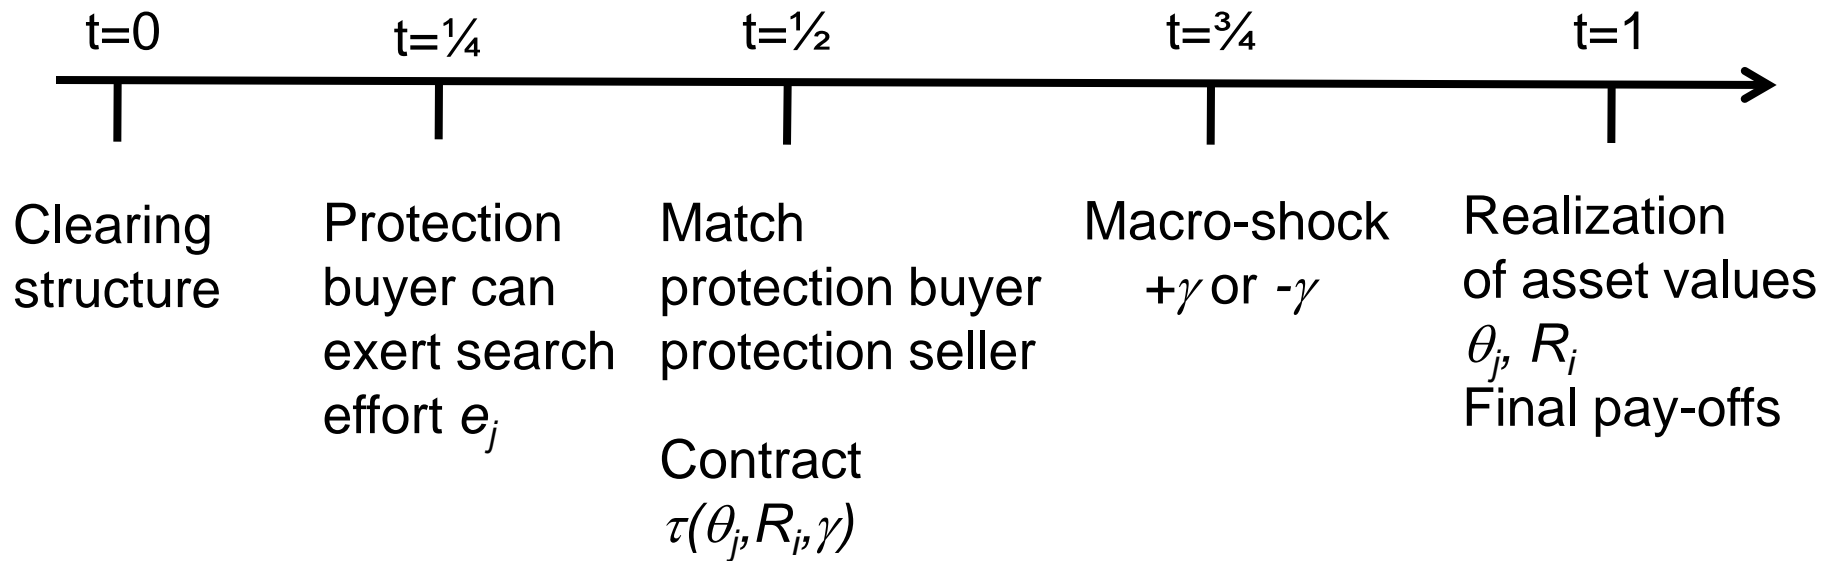 t=0
t=¼
t=½
t=¾
t=1
Clearing
structure
Protection
buyer can
exert search
effort e_j
Match
protection buyer
protection seller
Contract
τ(θ_j,R_i,γ)
Macro-shock
+γ or -γ
Realization
of asset values
θ_j, R_i
Final pay-offs